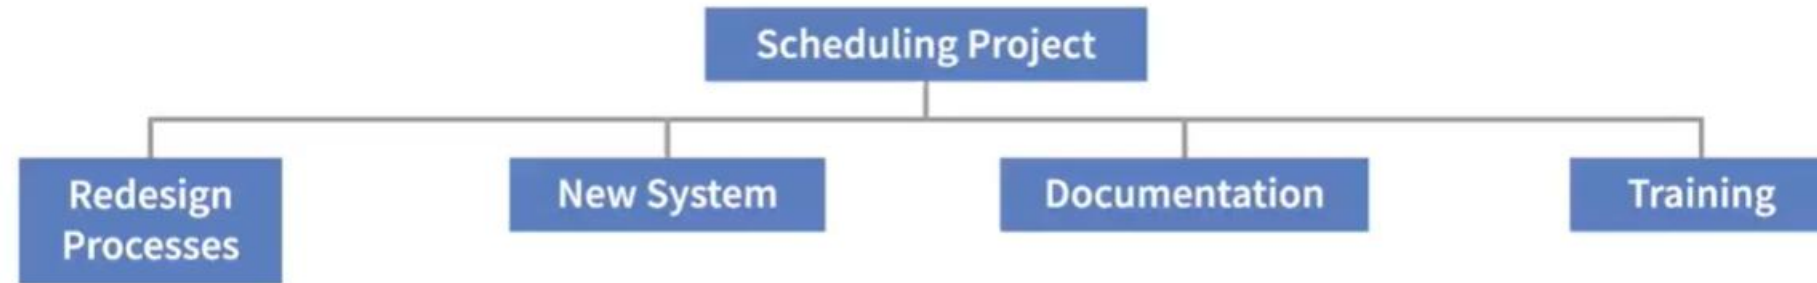 Scheduling Project
Redesign
Processes
New System
Documentation
Training